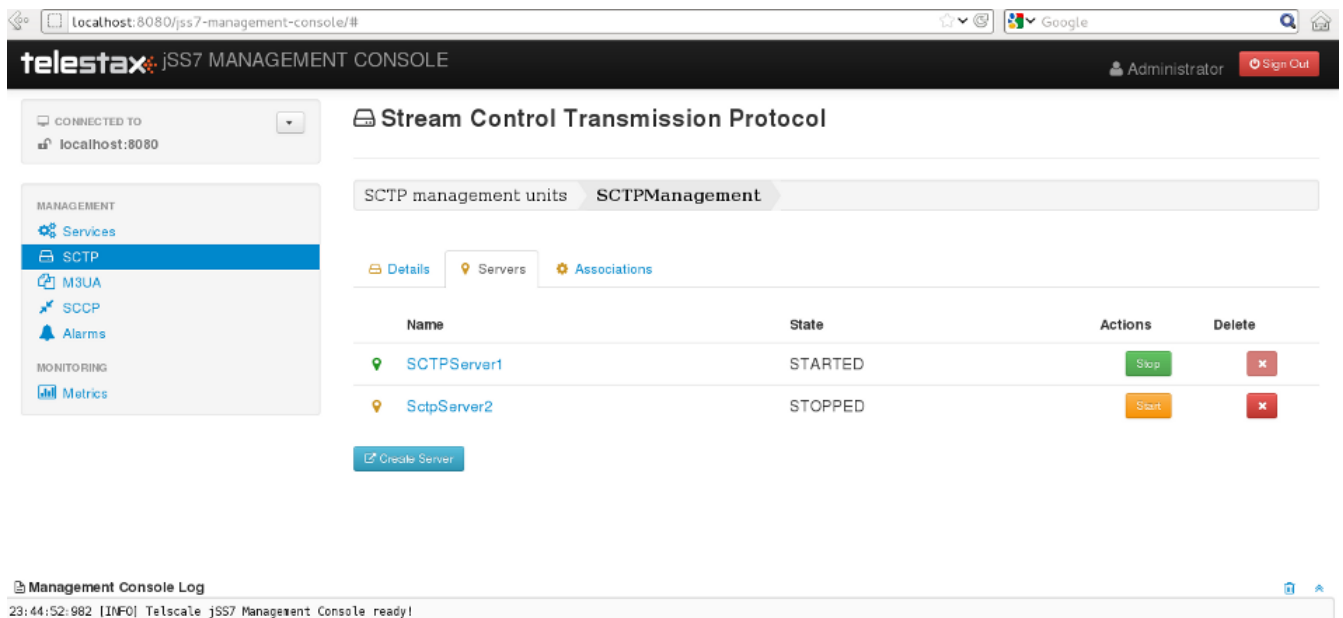 localhost:8080/jss7-management-console/#
Google
telestax jSS7 MANAGEMENT CONSOLE
Administrator
Sign Out
CONNECTED TO
localhost:8080
Stream Control Transmission Protocol
SCTP management units SCTPManagement
MANAGEMENT
Services
SCTP
M3UA
SCCP
Alarms
MONITORING
Metrics
Details Servers Associations
Name State Actions Delete
SCTPServer1 STARTED Stop
SctpServer2 STOPPED Start
Create Server
Management Console Log
23:44:52:982 [INFO] Telscale jSS7 Management Console ready!